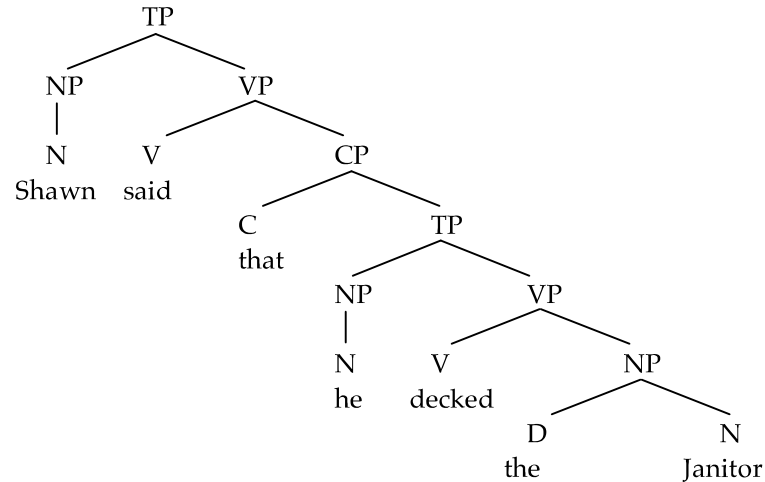 TP
NP VP
N V CP
Shawn said
C TP
that
NP VP
N V NP
he decked
D N
the Janitor